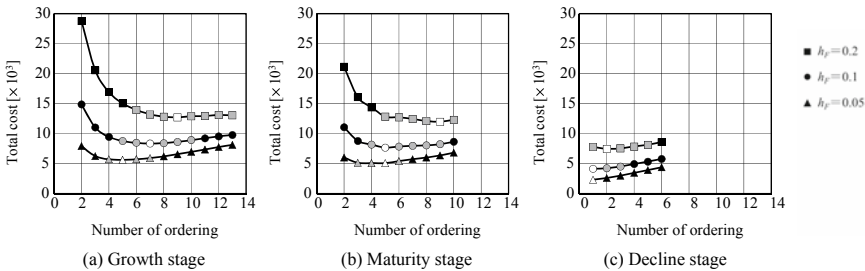 30
25
20
15
10
5
0
Total cost [× 10³]
0 2 4 6 8 10 12 14
Number of ordering
(a) Growth stage
30
25
20
15
10
5
0
Total cost [× 10³]
0 2 4 6 8 10 12 14
Number of ordering
(b) Maturity stage
30
25
20
15
10
5
0
Total cost [× 10³]
0 2 4 6 8 10 12 14
Number of ordering
(c) Decline stage
h_F=0.2
h_F=0.1
h_F=0.05